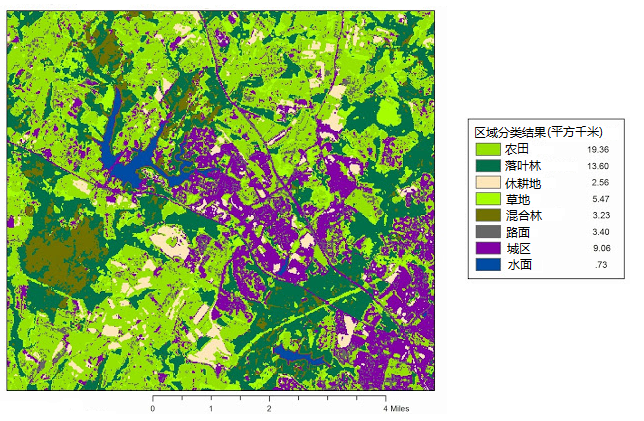 区域分类结果(平方千米)
农田 19.36
落叶林 13.60
休耕地 2.56
草地 5.47
混合林 3.23
路面 3.40
城区 9.06
水面 .73
0 1 2 4 Miles